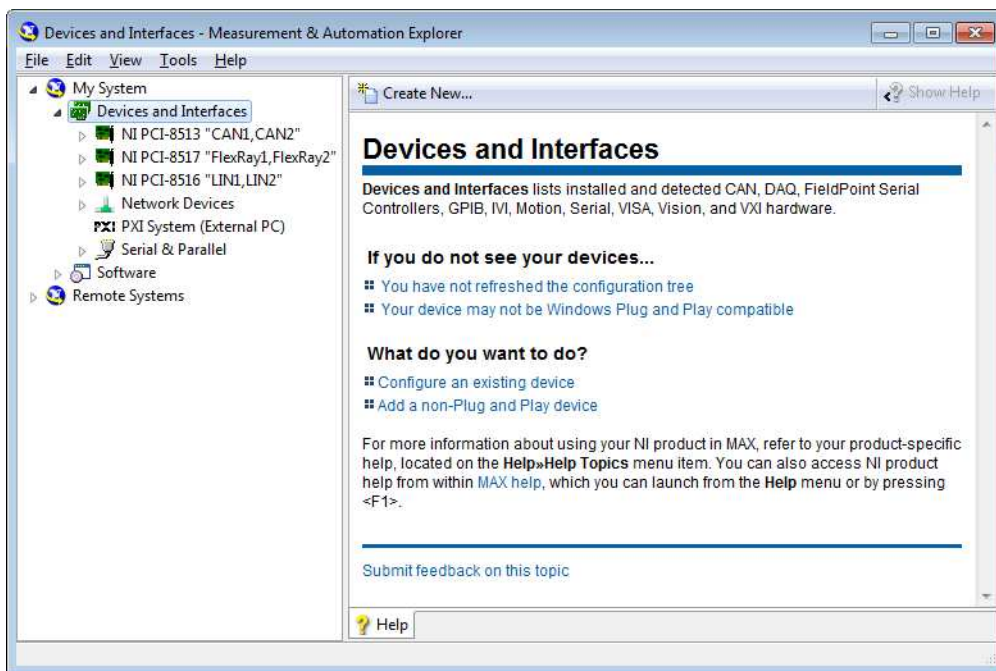 Devices and Interfaces - Measurement & Automation Explorer
File Edit View Tools Help
My System
Devices and Interfaces
NI PCI-8513 "CAN1,CAN2"
NI PCI-8517 "FlexRay1,FlexRay2"
NI PCI-8516 "LIN1,LIN2"
Network Devices
PXI PXI System (External PC)
Serial & Parallel
Software
Remote Systems
Create New...
Show Help
Devices and Interfaces
Devices and Interfaces lists installed and detected CAN, DAQ, FieldPoint Serial
Controllers, GPIB, IVI, Motion, Serial, VISA, Vision, and VXI hardware.
If you do not see your devices...
You have not refreshed the configuration tree
Your device may not be Windows Plug and Play compatible
What do you want to do?
Configure an existing device
Add a non-Plug and Play device
For more information about using your NI product in MAX, refer to your product-specific
help, located on the Help»Help Topics menu item. You can also access NI product
help from within MAX help, which you can launch from the Help menu or by pressing
<F1>.
Submit feedback on this topic
Help